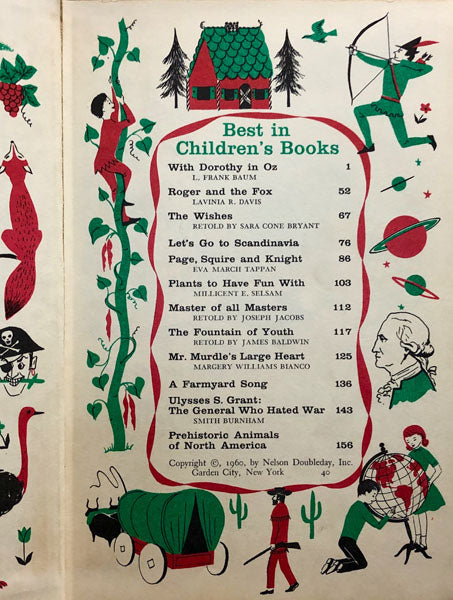 Best in
Children's Books
With Dorothy in Oz 1
L. FRANK BAUM
Roger and the Fox 52
LAVINIA R. DAVIS
The Wishes 67
RETOLD BY SARA CONE BRYANT
Let's Go to Scandinavia 76
Page, Squire and Knight 86
EVA MARCH TAPPAN
Plants to Have Fun With 103
MILLICENT E. SELSAM
Master of all Masters 112
RETOLD BY JOSEPH JACOBS
The Fountain of Youth 117
RETOLD BY JAMES BALDWIN
Mr. Murdle's Large Heart 125
MARGERY WILLIAMS BIANCO
A Farmyard Song 136
Ulysses S. Grant:
The General Who Hated War 143
SMITH BURNHAM
Prehistoric Animals
of North America 156
Copyright ©, 1960, by Nelson Doubleday, Inc.
Garden City, New York 40